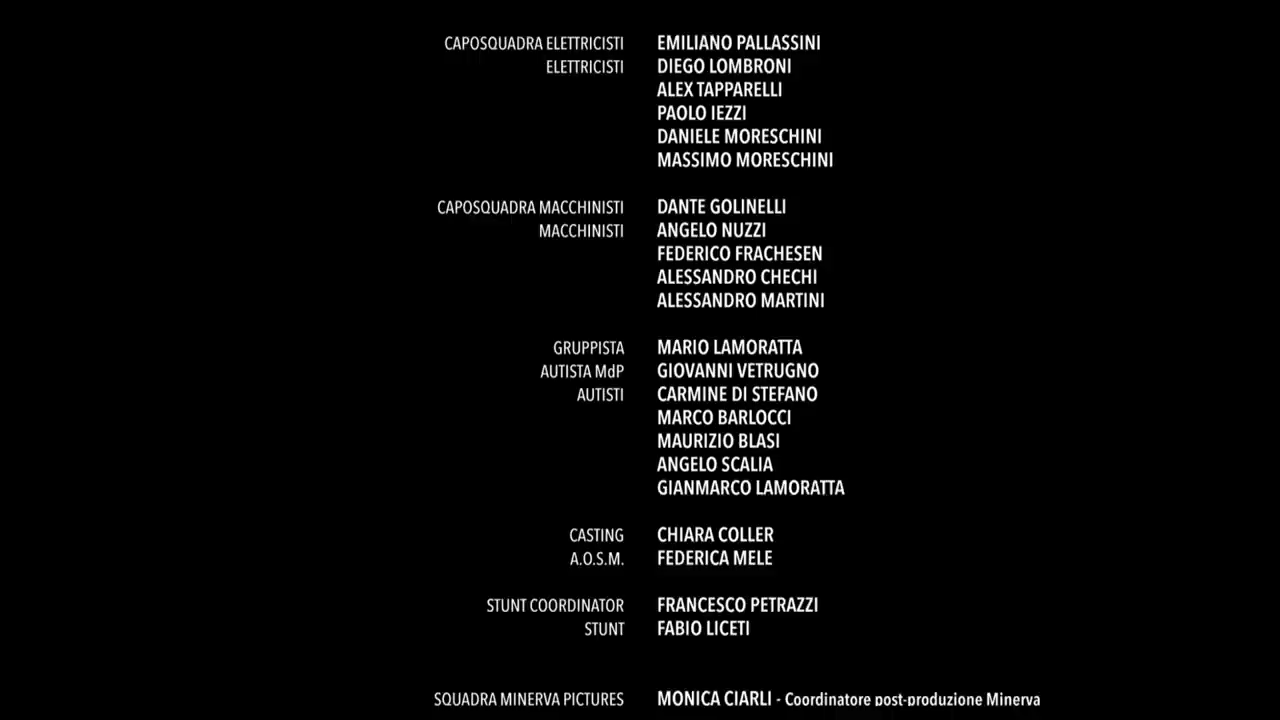 CAPOSQUADRA ELETTRICISTI EMILIANO PALLASSINI
ELETTRICISTI DIEGO LOMBRONI
ALEX TAPPARELLI
PAOLO IEZZI
DANIELE MORESCHINI
MASSIMO MORESCHINI
CAPOSQUADRA MACCHINISTI DANTE GOLINELLI
MACCHINISTI ANGELO NUZZI
FEDERICO FRACHESEN
ALESSANDRO CHECHI
ALESSANDRO MARTINI
GRUPPISTA MARIO LAMORATTA
AUTISTA MdP GIOVANNI VETRUGNO
AUTISTI CARMINE DI STEFANO
MARCO BARLOCCI
MAURIZIO BLASI
ANGELO SCALIA
GIANMARCO LAMORATTA
CASTING CHIARA COLLER
A.O.S.M. FEDERICA MELE
STUNT COORDINATOR FRANCESCO PETRAZZI
STUNT FABIO LICETI
SQUADRA MINERVA PICTURES MONICA CIARLI - Coordinatore post-produzione Minerva